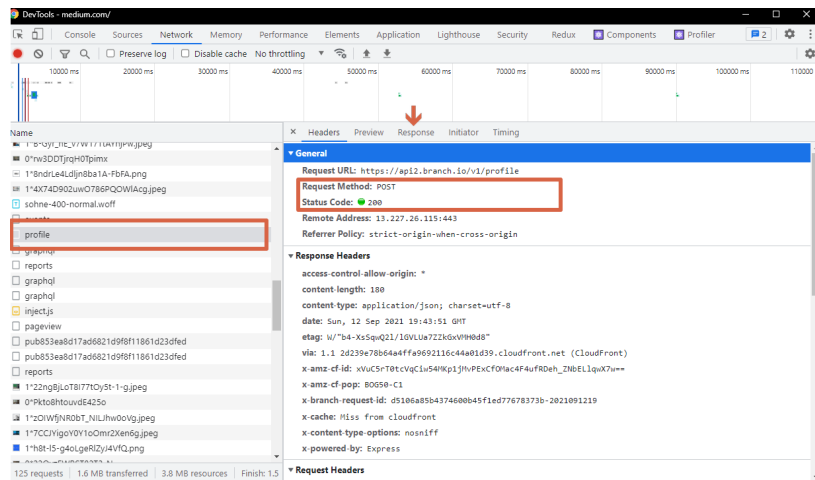 DevTools - medium.com/
Console Sources Network Memory Performance Elements Application Lighthouse Security Redux Components Profiler 2
Preserve log Disable cache No throttling
10000 ms 20000 ms 30000 ms 40000 ms 50000 ms 60000 ms 70000 ms 80000 ms 90000 ms 100000 ms 110000
Name
× Headers Preview Response Initiator Timing
0*rw3DDTjrqH0Tpimx
1*8ndrLe4Ldljn8ba1A-FbFA.png
1*4X74D902uwO786PQOWlAcg.jpeg
sohne-400-normal.woff
events
profile
graphql
reports
graphql
graphql
inject.js
pageview
pub853ea8d17ad6821d9f8f11861d23dfed
pub853ea8d17ad6821d9f8f11861d23dfed
reports
1*22ngBjLoT8I77tOy5t-1-g.jpeg
0*Pkto8htouvdE425o
1*zOIWfjNR0bT_NILJhw0oVg.jpeg
1*7CCJYigoY0Y1oOmr2Xen6g.jpeg
1*h8t-l5-g4oLgeRlZyJ4VfQ.png
125 requests 1.6 MB transferred 3.8 MB resources Finish: 1.5
General
Request URL: https://api2.branch.io/v1/profile
Request Method: POST
Status Code: 200
Remote Address: 13.227.26.115:443
Referrer Policy: strict-origin-when-cross-origin
Response Headers
access-control-allow-origin: *
content-length: 180
content-type: application/json; charset=utf-8
date: Sun, 12 Sep 2021 19:43:51 GMT
etag: W/"b4-XsSqwQ2l/lGVLUa7ZZkGxVMH0d8"
via: 1.1 2d239e78b64a4ffa9692116c44a01d39.cloudfront.net (CloudFront)
x-amz-cf-id: xVuC5rT0tcVqCiw54MKp1jMvPExCfOMac4F4ufRDeh_ZNbELlqwX7w==
x-amz-cf-pop: BOG50-C1
x-branch-request-id: d5106a85b4374600b45f1ed77678373b-2021091219
x-cache: Miss from cloudfront
x-content-type-options: nosniff
x-powered-by: Express
Request Headers